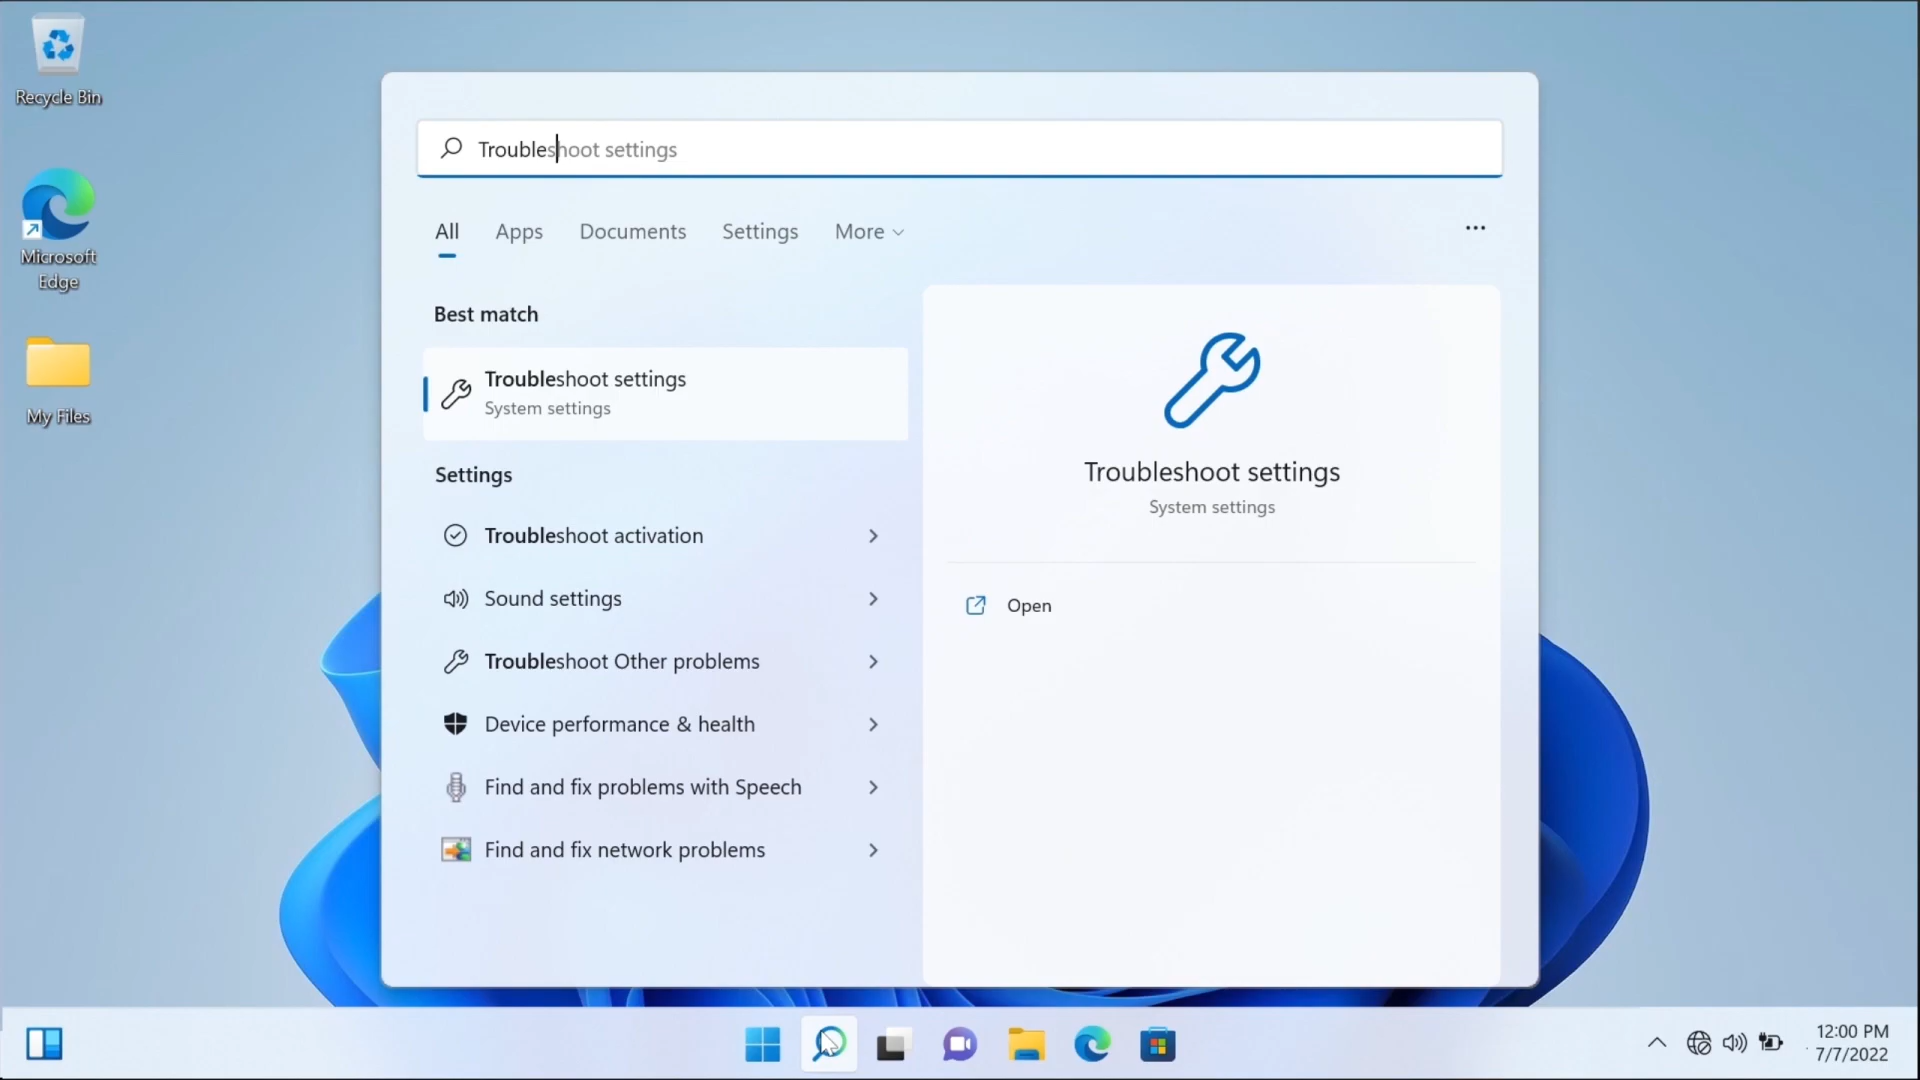 Recycle Bin
Microsoft
Edge
My Files
Troubleshoot settings
All Apps Documents Settings More
Best match
Troubleshoot settings
System settings
Settings
Troubleshoot activation
Sound settings
Troubleshoot Other problems
Device performance & health
Find and fix problems with Speech
Find and fix network problems
Troubleshoot settings
System settings
Open
12:00 PM
7/7/2022